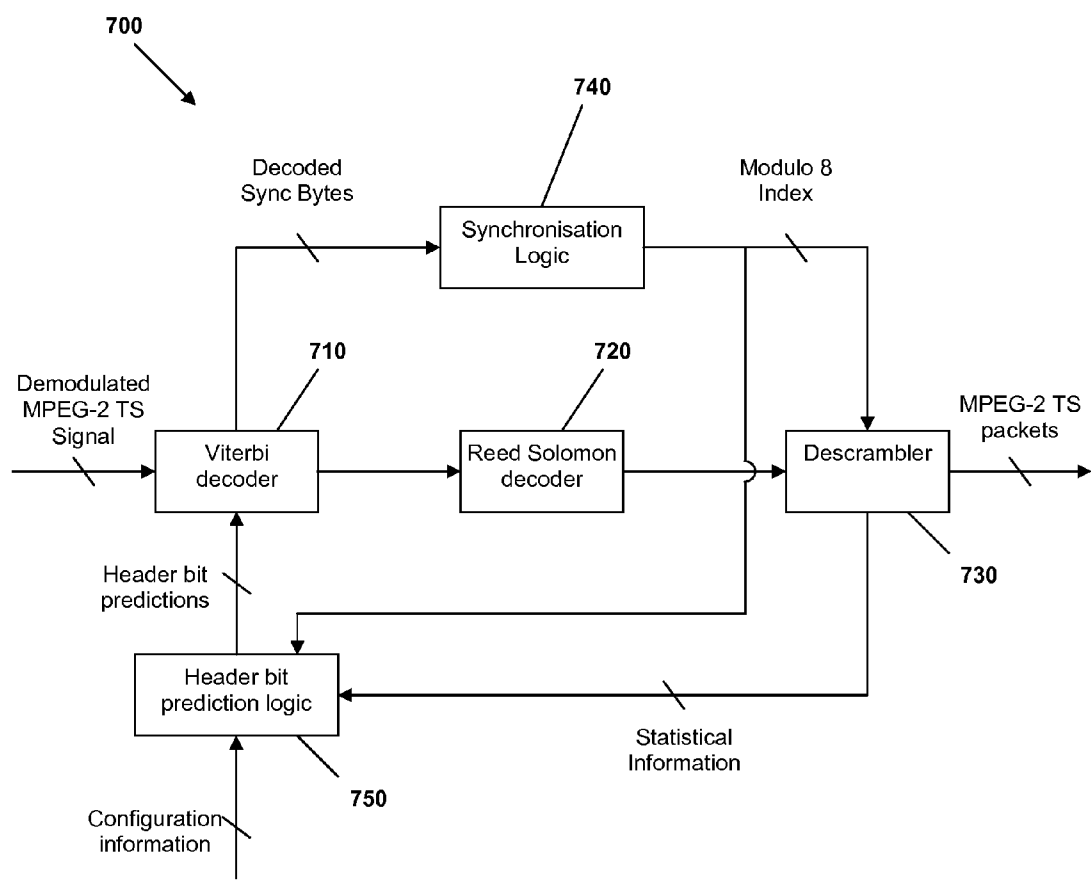 700
740
Decoded
Sync Bytes
Modulo 8
Index
Synchronisation
Logic
710
720
Demodulated
MPEG-2 TS
Signal
MPEG-2 TS
packets
Viterbi
decoder
Reed Solomon
decoder
Descrambler
730
Header bit
predictions
Header bit
prediction logic
Statistical
Information
750
Configuration
information